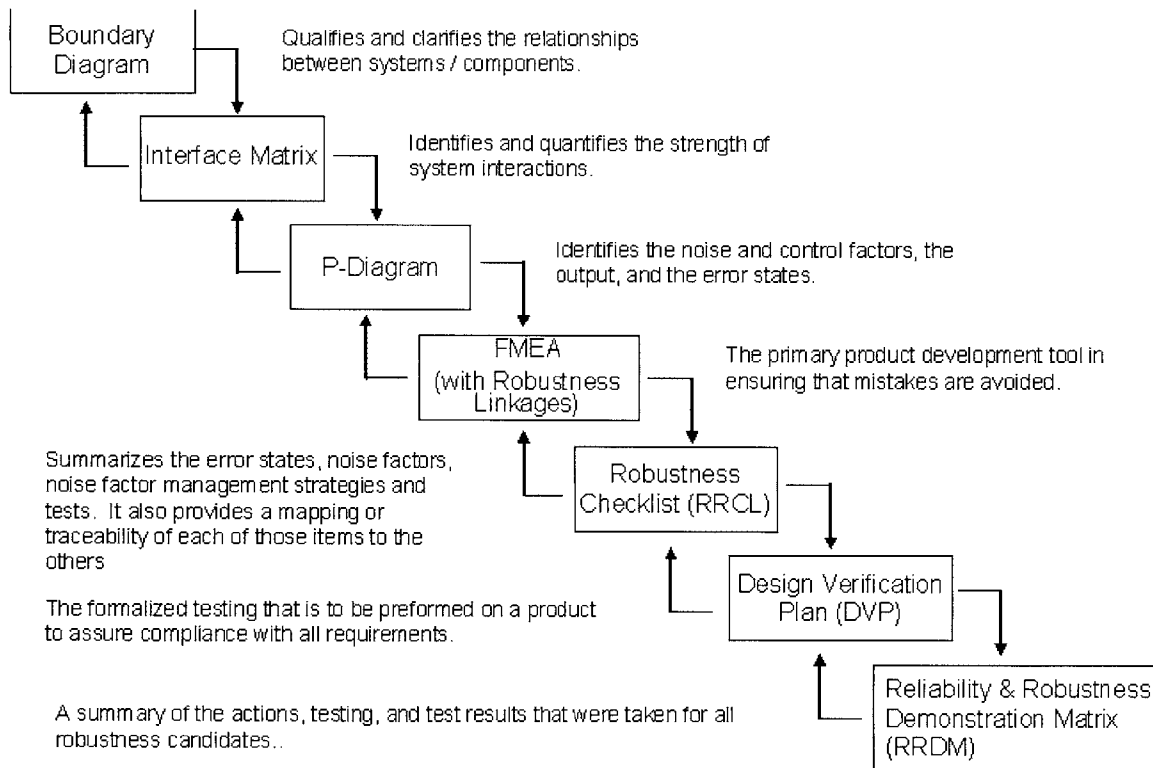 Boundary
Diagram
Qualifies and clarifies the relationships
between systems / components.
Interface Matrix
Identifies and quantifies the strength of
system interactions.
P-Diagram
Identifies the noise and control factors, the
output, and the error states.
FMEA
(with Robustness
Linkages)
The primary product development tool in
ensuring that mistakes are avoided.
Summarizes the error states, noise factors,
noise factor management strategies and
tests. It also provides a mapping or
traceability of each of those items to the
others
Robustness
Checklist (RRCL)
The formalized testing that is to be preformed on a product
to assure compliance with all requirements.
Design Verification
Plan (DVP)
A summary of the actions, testing, and test results that were taken for all
robustness candidates..
Reliability & Robustness
Demonstration Matrix
(RRDM)